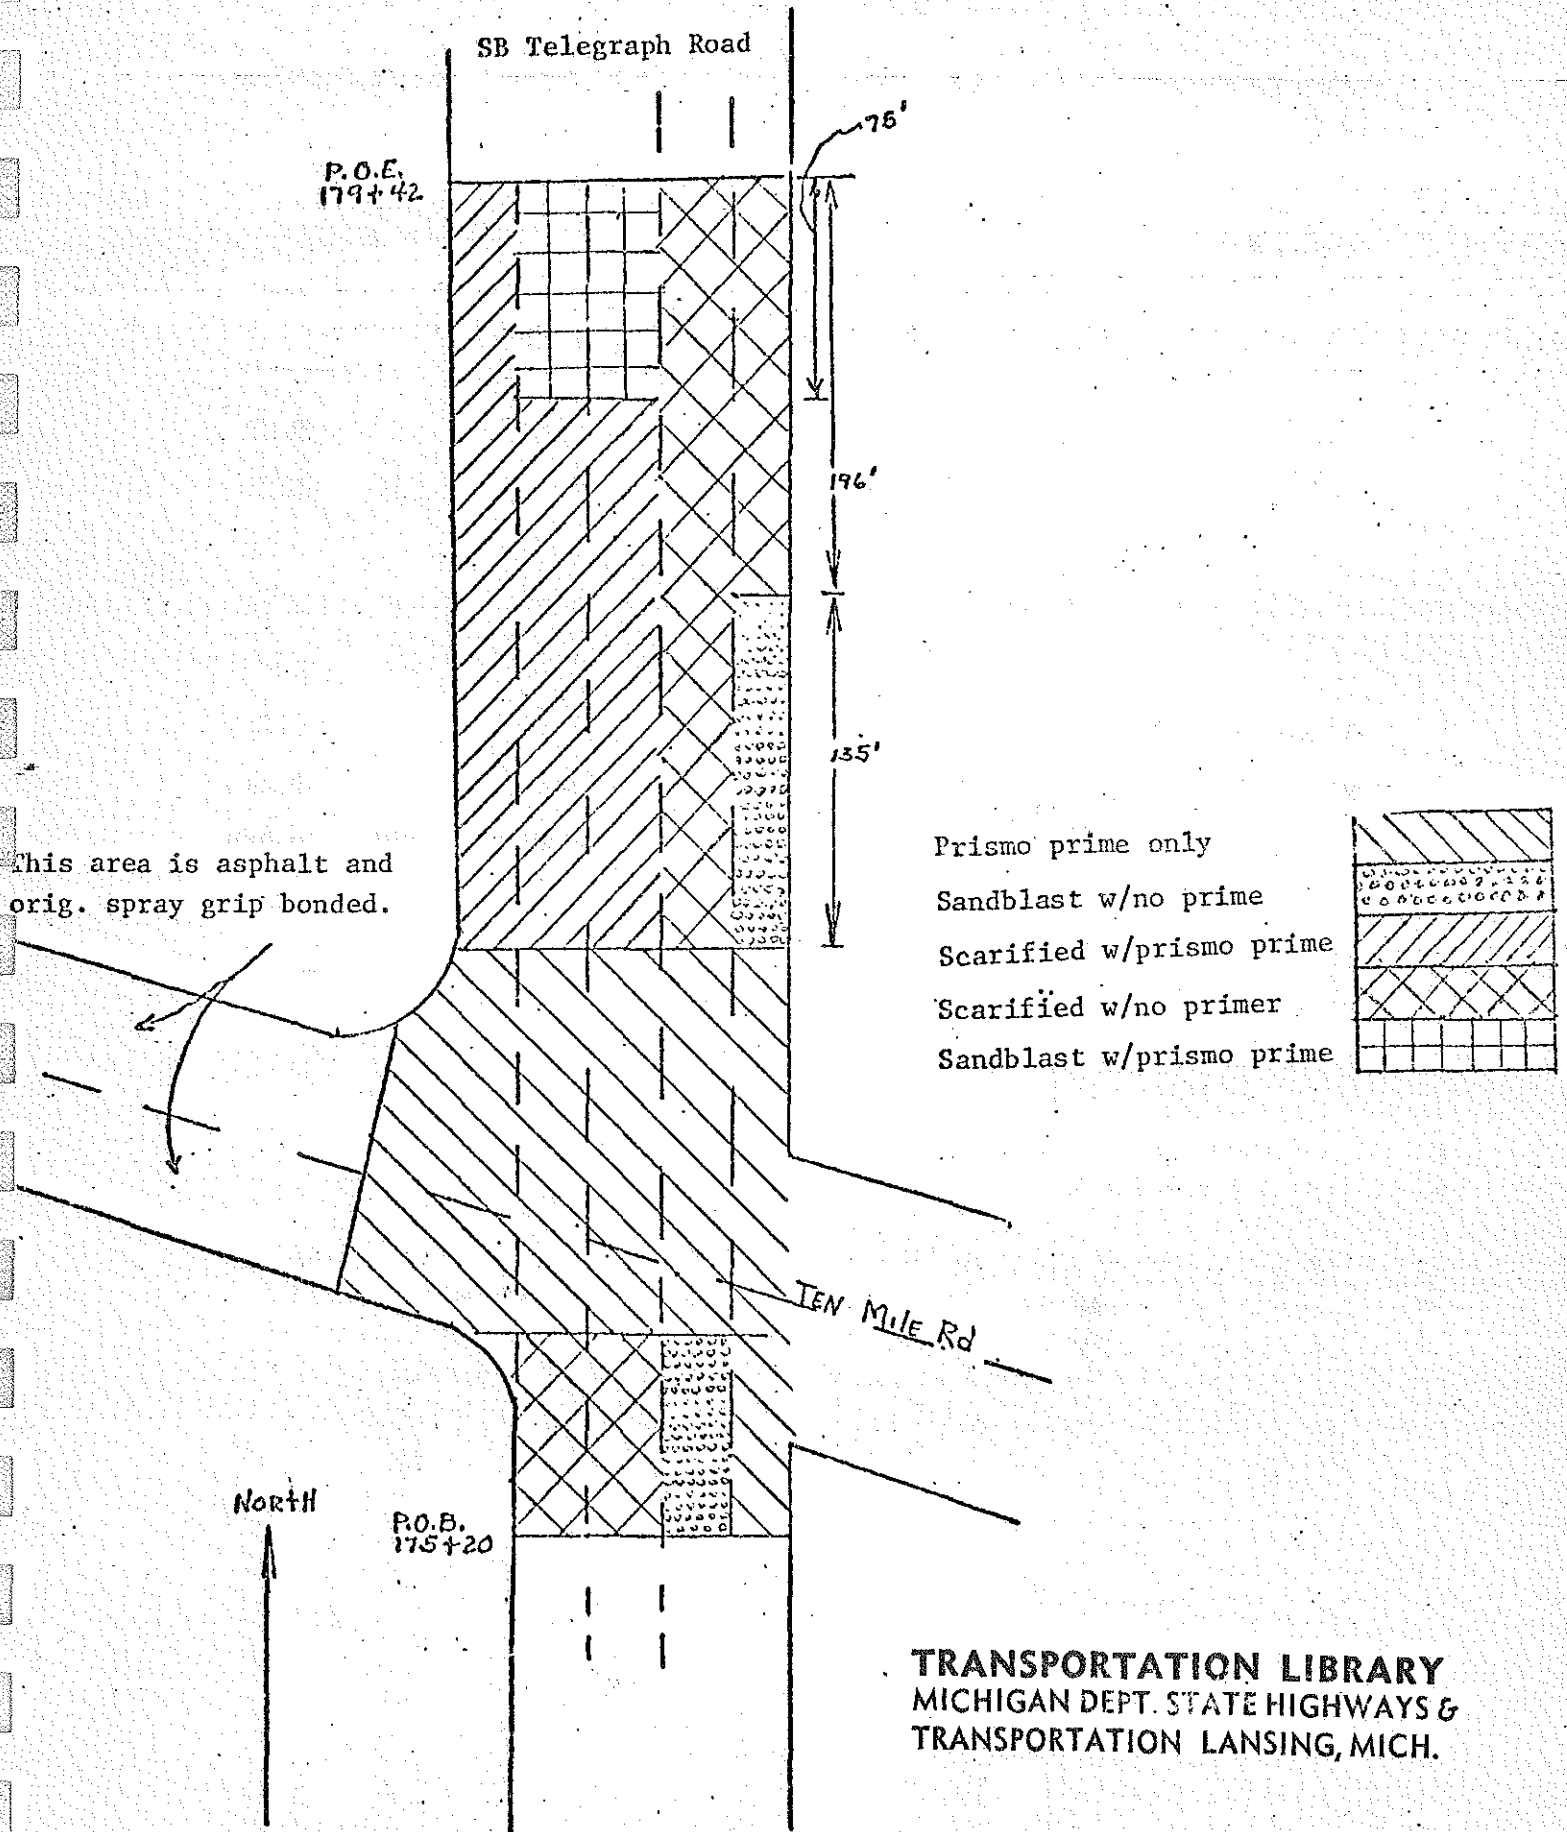 SB Telegraph Road
75'
P.O.E.
179+42
196'
135'
This area is asphalt and
orig. spray grip bonded.
Prismo prime only
Sandblast w/no prime
Scarified w/prismo prime
Scarified w/no primer
Sandblast w/prismo prime
TEN MILE Rd
NORTH
P.O.B.
175+20
TRANSPORTATION LIBRARY
MICHIGAN DEPT. STATE HIGHWAYS &
TRANSPORTATION LANSING, MICH.